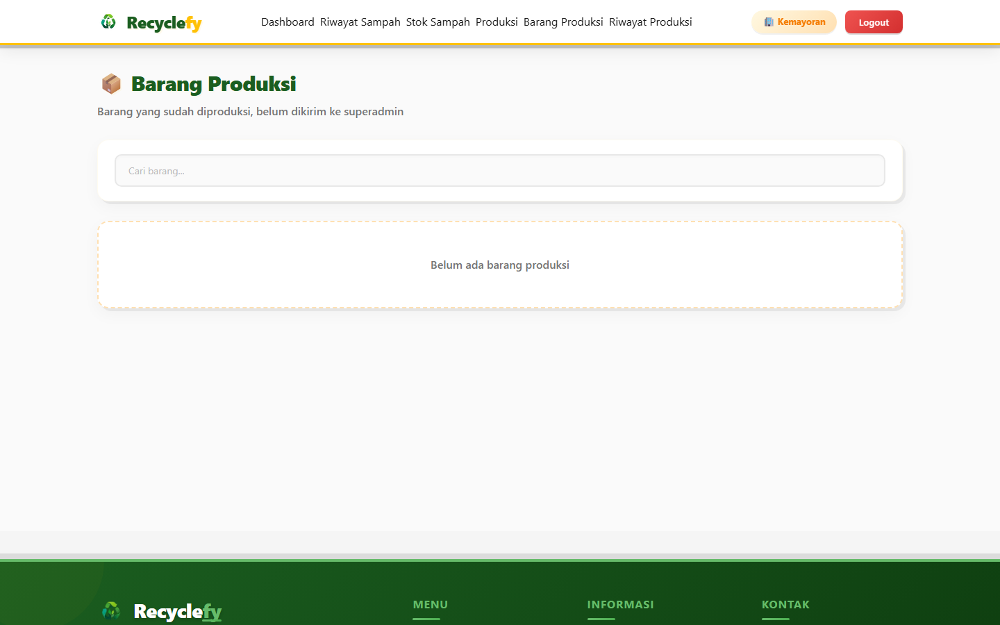 Recyclefy
Dashboard Riwayat Sampah Stok Sampah Produksi Barang Produksi Riwayat Produksi
Kemayoran
Logout
Barang Produksi
Barang yang sudah diproduksi, belum dikirim ke superadmin
Cari barang...
Belum ada barang produksi
Recyclefy
MENU
INFORMASI
KONTAK